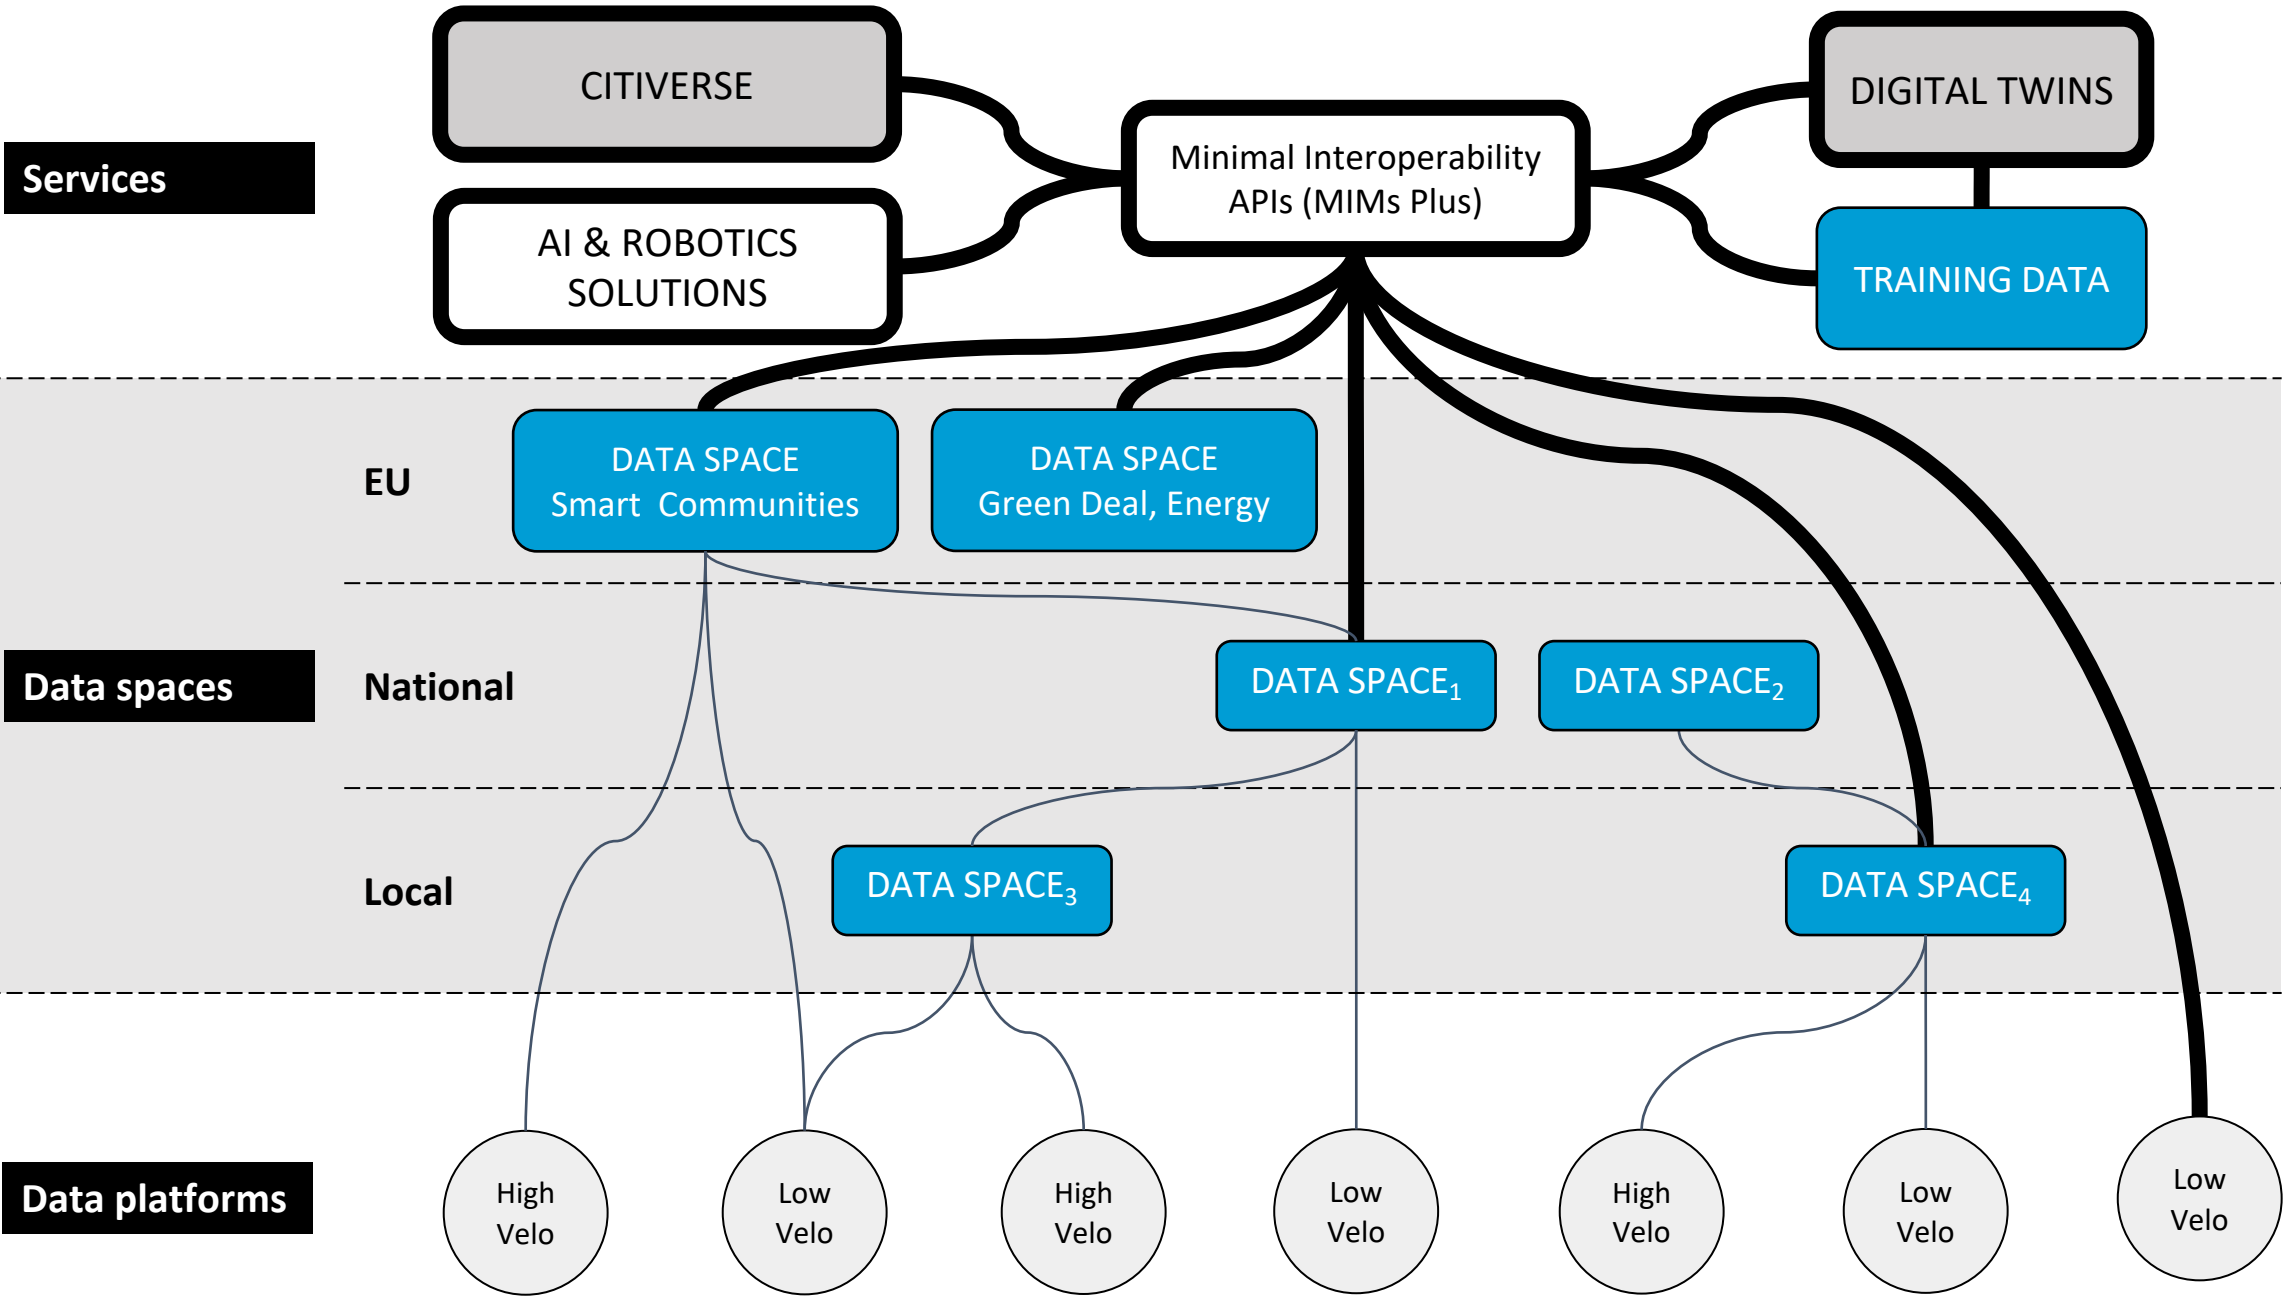 CITIVERSE
DIGITAL TWINS
Minimal Interoperability
APIs (MIMs Plus)
Services
AI & ROBOTICS
SOLUTIONS
TRAINING DATA
EU
DATA SPACE
Smart  Communities
DATA SPACE
Green Deal, Energy
Data spaces
National
DATA SPACE₁
DATA SPACE₂
Local
DATA SPACE₃
DATA SPACE₄
Data platforms
High
Velo
Low
Velo
High
Velo
Low
Velo
High
Velo
Low
Velo
Low
Velo